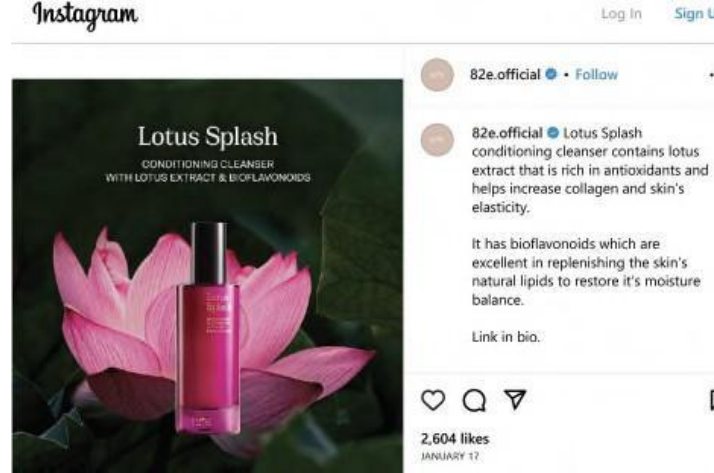 Instagram
Log In
Sign U
Lotus Splash
CONDITIONING CLEANSER
WITH LOTUS EXTRACT & BIOFLAVONOIDS
Lotus
Splash
82e.official • Follow
82e.official Lotus Splash
conditioning cleanser contains lotus
extract that is rich in antioxidants and
helps increase collagen and skin's
elasticity.
It has bioflavonoids which are
excellent in replenishing the skin's
natural lipids to restore it's moisture
balance.
Link in bio.
2,604 likes
JANUARY 17